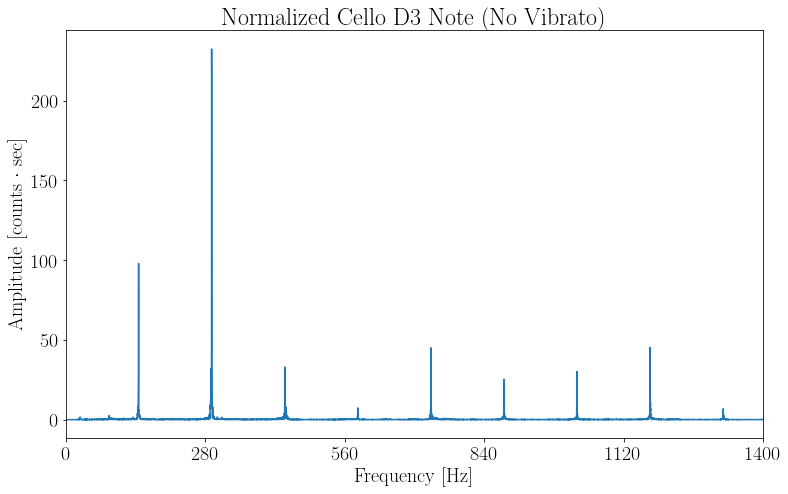 Normalized Cello D3 Note (No Vibrato)
Amplitude [counts · sec]
200
150
100
50
0
0 280 560 840 1120 1400
Frequency [Hz]